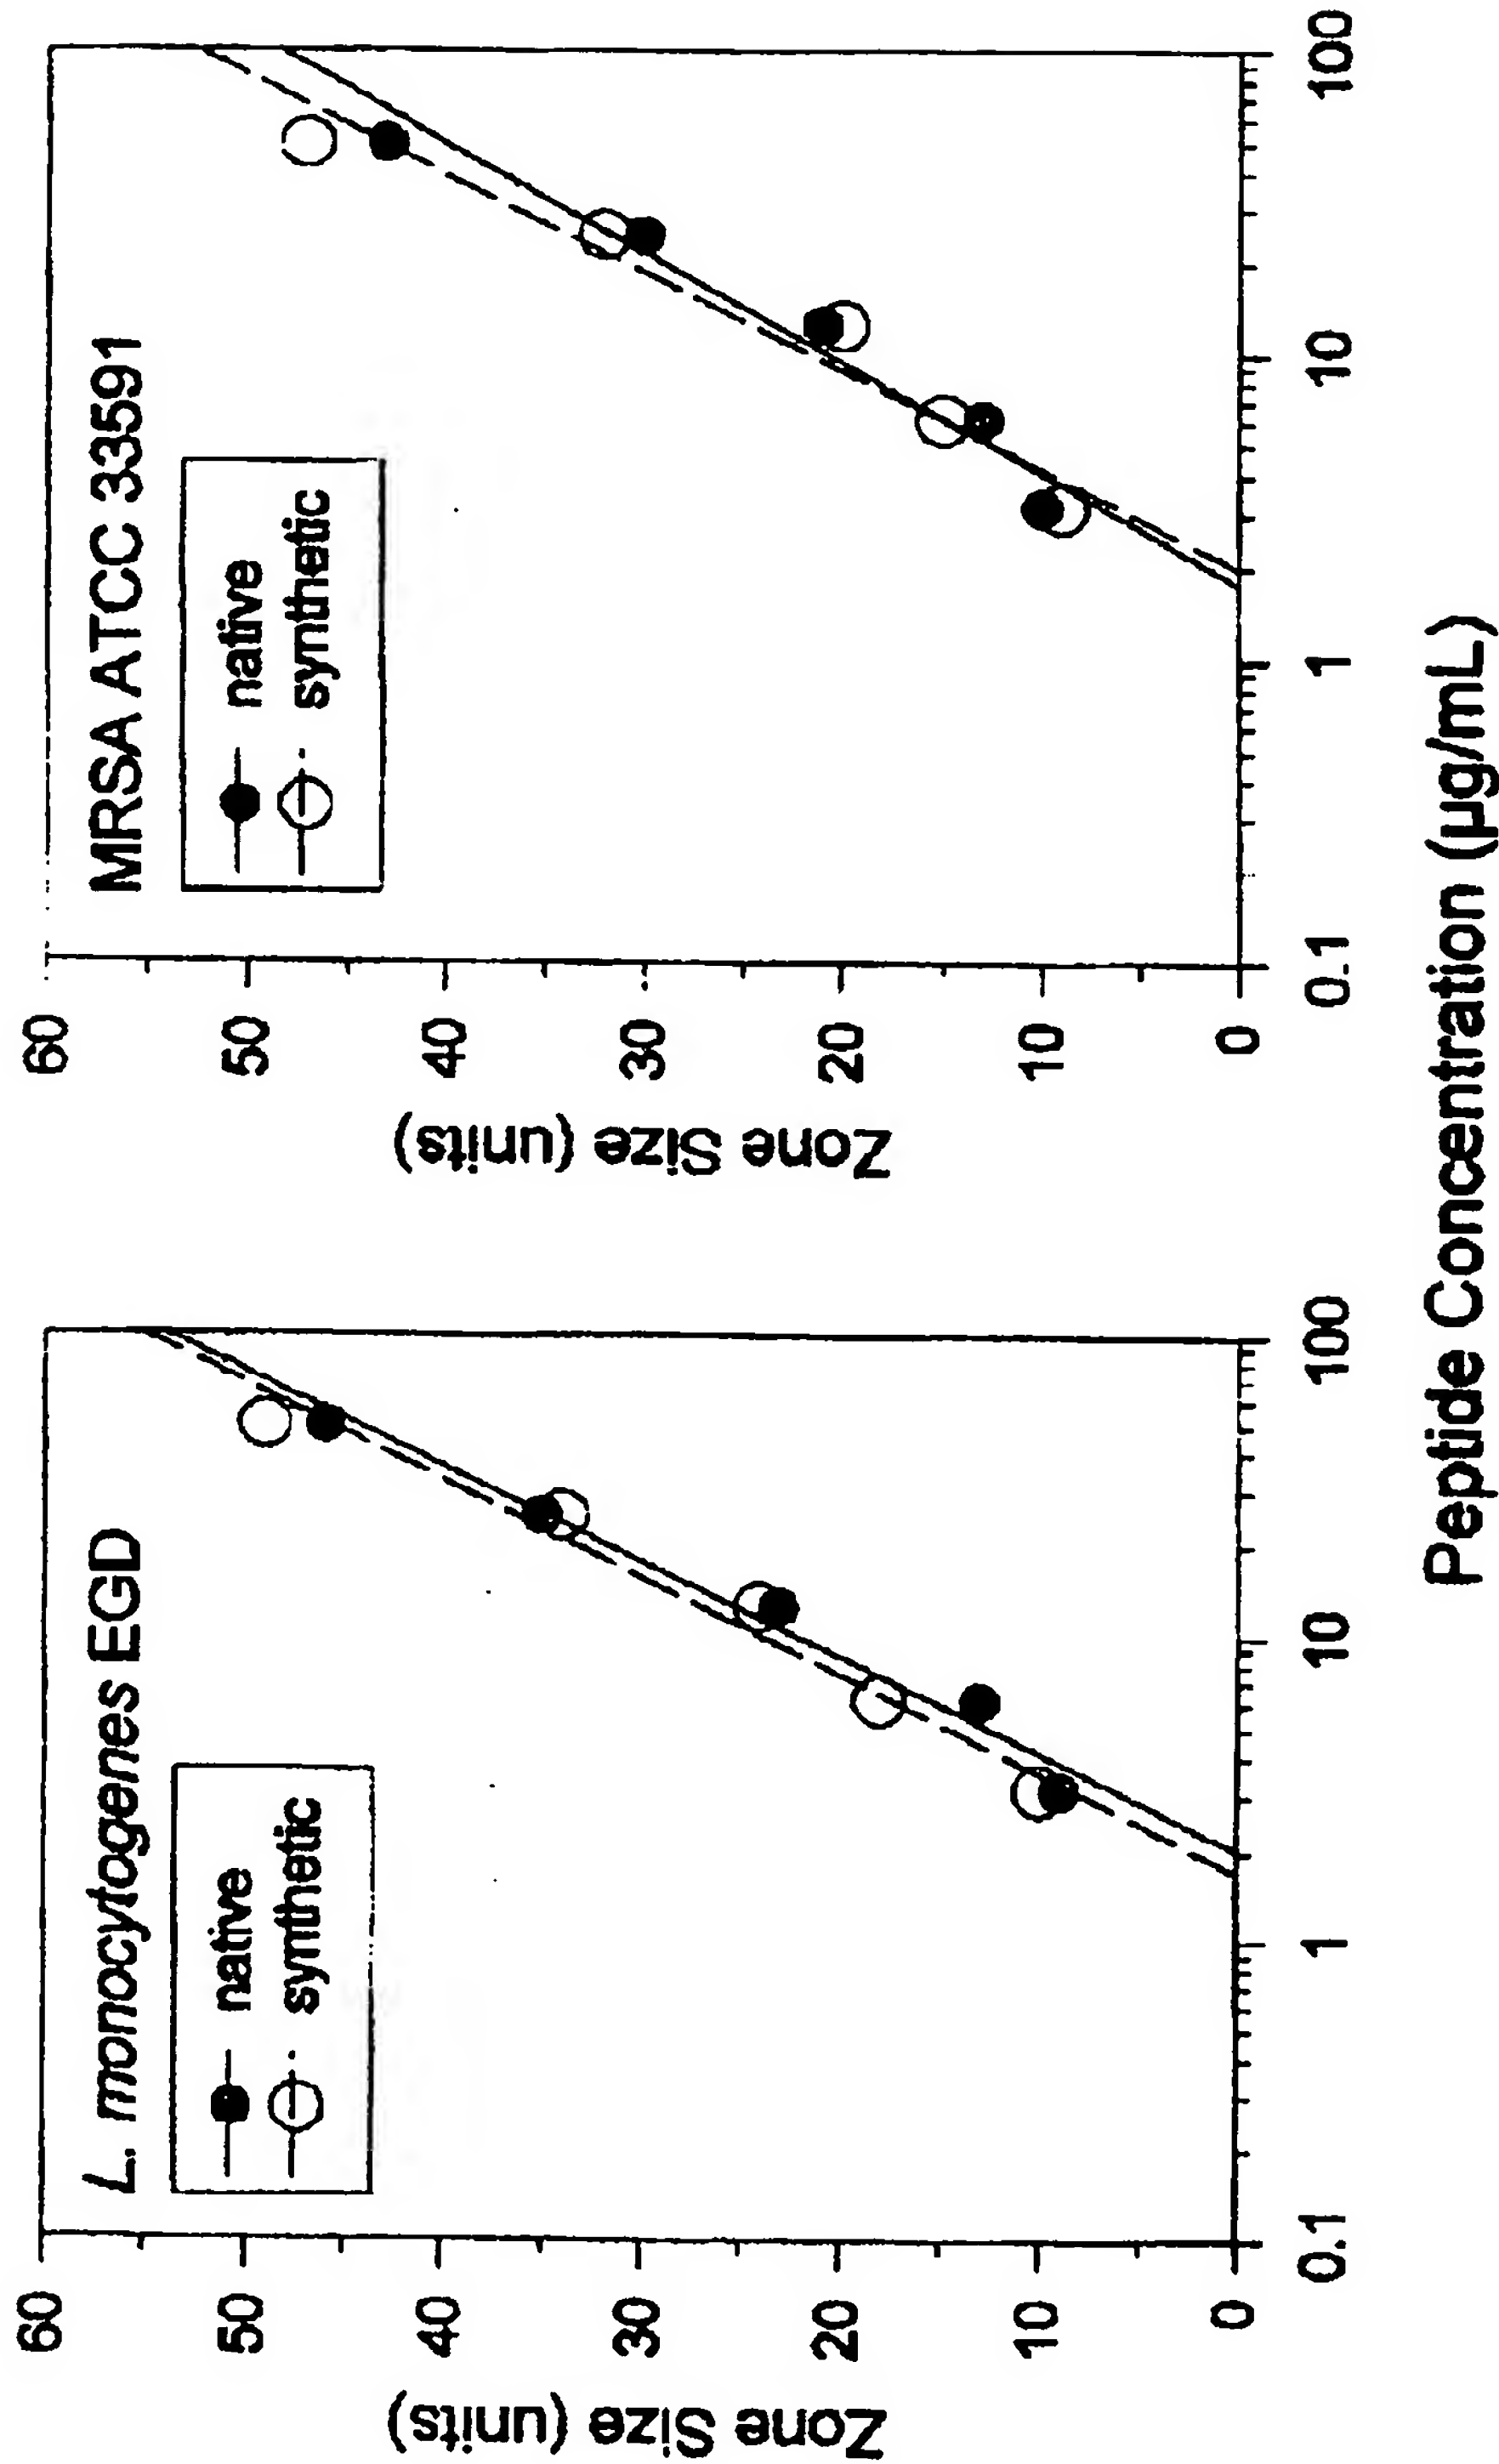 L. monocytogenes EGD
native
synthetic
Zone Size (units)
60
50
40
30
20
10
0
0.1
1
10
100
MRSA ATCC 33591
native
synthetic
Zone Size (units)
60
50
40
30
20
10
0
0.1
1
10
100
Peptide Concentration (µg/mL)